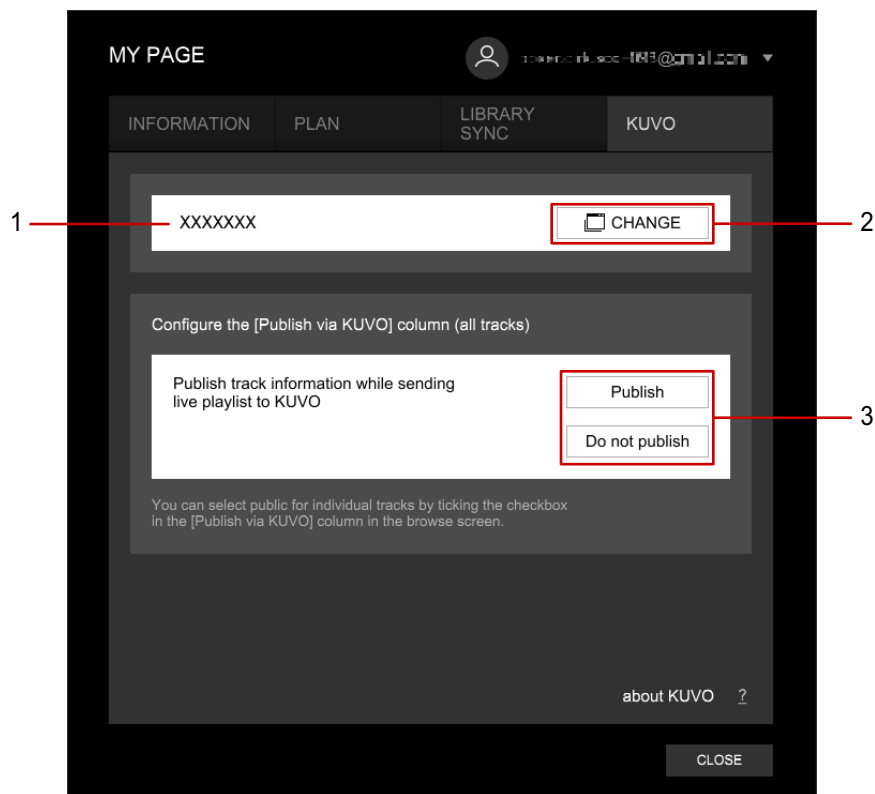 MY PAGE
INFORMATION
PLAN
LIBRARY
SYNC
KUVO
1
XXXXXXX
CHANGE
2
Configure the [Publish via KUVO] column (all tracks)
Publish track information while sending
live playlist to KUVO
Publish
Do not publish
3
You can select public for individual tracks by ticking the checkbox
in the [Publish via KUVO] column in the browse screen.
about KUVO ?
CLOSE